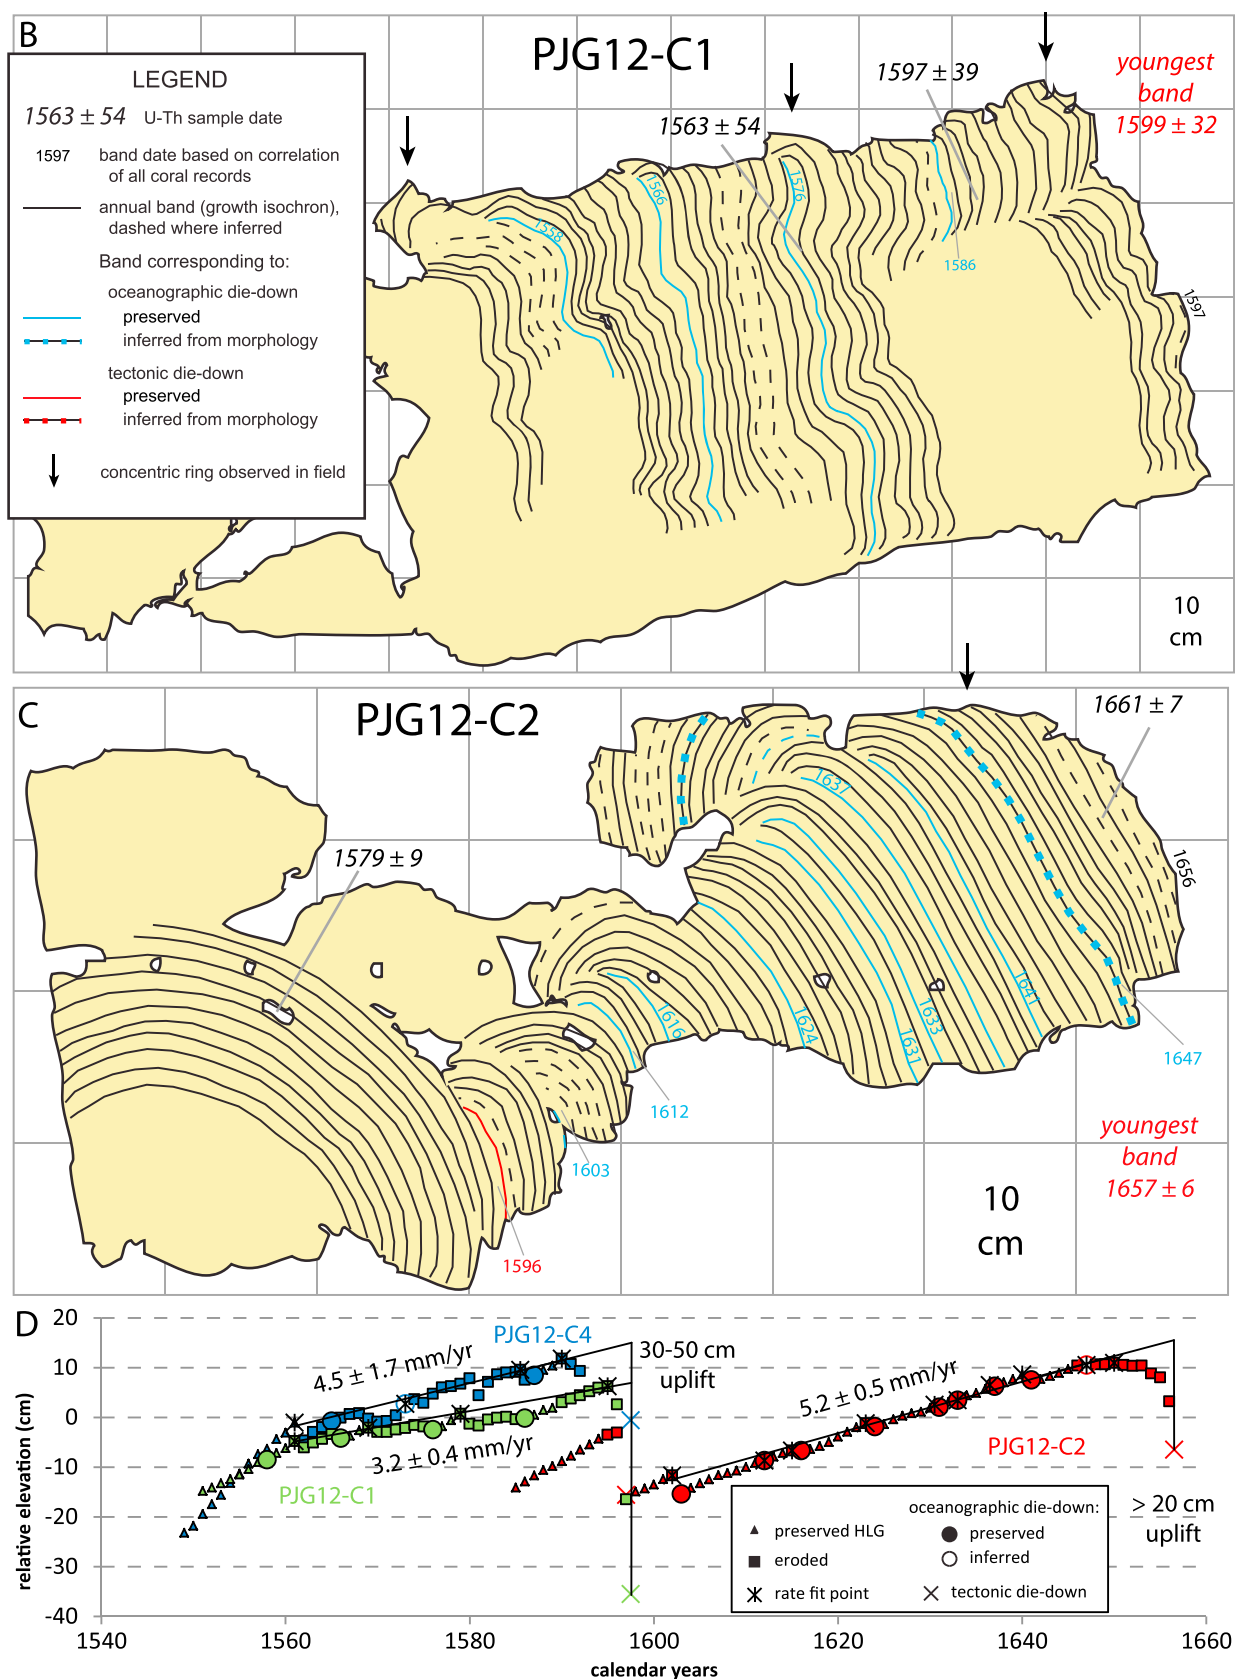 B
PJG12-C1
LEGEND
1563 ± 54 U-Th sample date
1597 band date based on correlation
of all coral records
annual band (growth isochron),
dashed where inferred
Band corresponding to:
oceanographic die-down
preserved
inferred from morphology
tectonic die-down
preserved
inferred from morphology
concentric ring observed in field
1563 ± 54
1597 ± 39
youngest
band
1599 ± 32
1558
1566
1576
1586
1597
10
cm
C
PJG12-C2
1579 ± 9
1661 ± 7
1637
1656
1641
1633
1631
1624
1616
1647
1612
1603
1596
youngest
band
1657 ± 6
10
cm
D
20
10
0
-10
-20
-30
-40
relative elevation (cm)
PJG12-C4
4.5 ± 1.7 mm/yr
30-50 cm
uplift
5.2 ± 0.5 mm/yr
3.2 ± 0.4 mm/yr
PJG12-C2
PJG12-C1
oceanographic die-down:
preserved HLG
preserved
eroded
inferred
rate fit point
tectonic die-down
> 20 cm
uplift
1540
1560
1580
1600
1620
1640
1660
calendar years